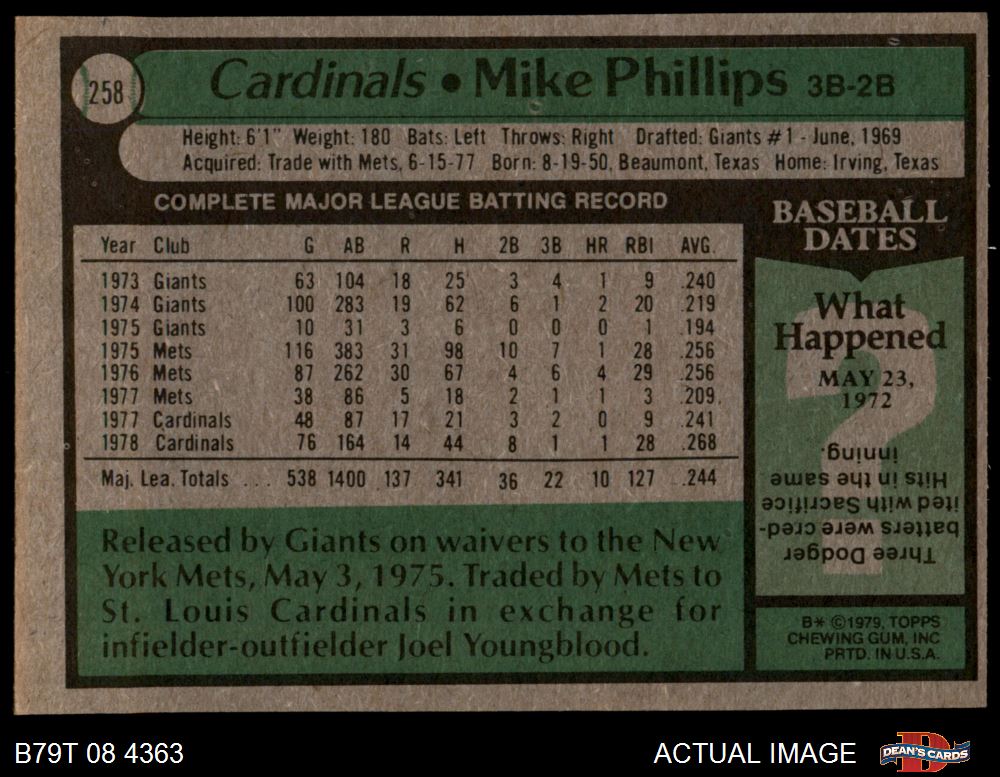 258
Cardinals • Mike Phillips 3B-2B
Height: 6'1" Weight: 180 Bats: Left Throws: Right Drafted: Giants #1 - June, 1969
Acquired: Trade with Mets, 6-15-77 Born: 8-19-50, Beaumont, Texas Home: Irving, Texas
COMPLETE MAJOR LEAGUE BATTING RECORD
Year Club G AB R H 2B 3B HR RBI AVG.
1973 Giants 63 104 18 25 3 4 1 9 .240
1974 Giants 100 283 19 62 6 1 2 20 .219
1975 Giants 10 31 3 6 0 0 0 1 .194
1975 Mets 116 383 31 98 10 7 1 28 .256
1976 Mets 87 262 30 67 4 6 4 29 .256
1977 Mets 38 86 5 18 2 1 1 3 .209
1977 Cardinals 48 87 17 21 3 2 0 9 .241
1978 Cardinals 76 164 14 44 8 1 1 28 .268
Maj. Lea. Totals ... 538 1400 137 341 36 22 10 127 .244
Released by Giants on waivers to the New
York Mets, May 3, 1975. Traded by Mets to
St. Louis Cardinals in exchange for
infielder-outfielder Joel Youngblood.
BASEBALL
DATES
What
Happened
MAY 23,
1972
Three Dodger
batters were cred-
ited with Sacrifice
Hits in the same
inning.
B* ©1979, TOPPS
CHEWING GUM, INC
PRTD. IN U.S.A.
B79T 08 4363
ACTUAL IMAGE
DEAN'S CARDS